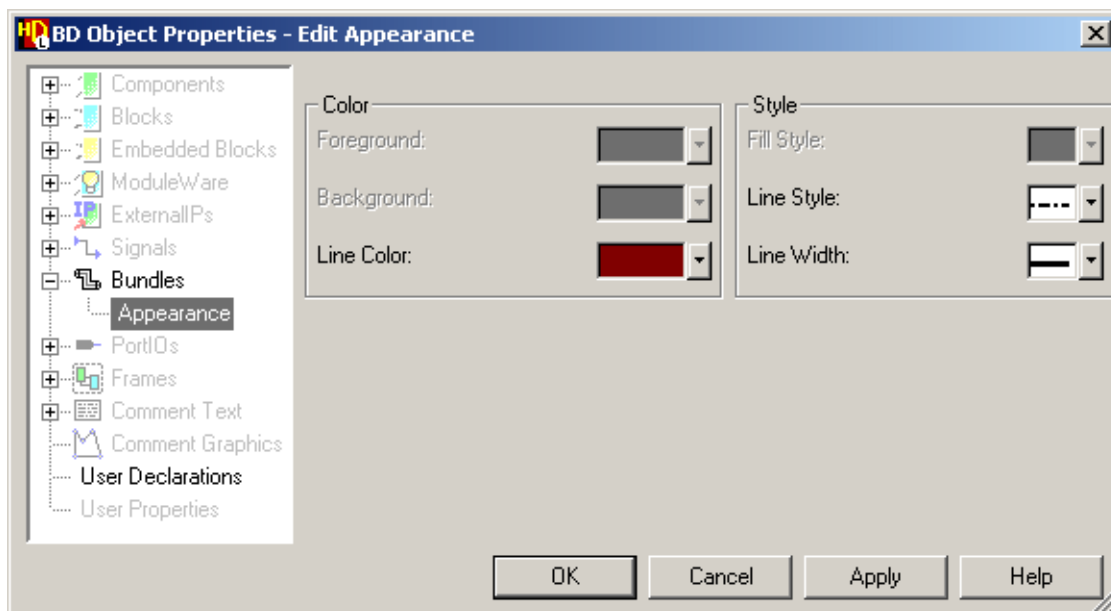 BD Object Properties - Edit Appearance
Components
Blocks
Embedded Blocks
ModuleWare
IP ExternalIPs
Signals
Bundles
Appearance
PortIOs
Frames
Comment Text
Comment Graphics
User Declarations
User Properties
Color
Foreground:
Background:
Line Color:
Style
Fill Style:
Line Style:
Line Width:
OK
Cancel
Apply
Help